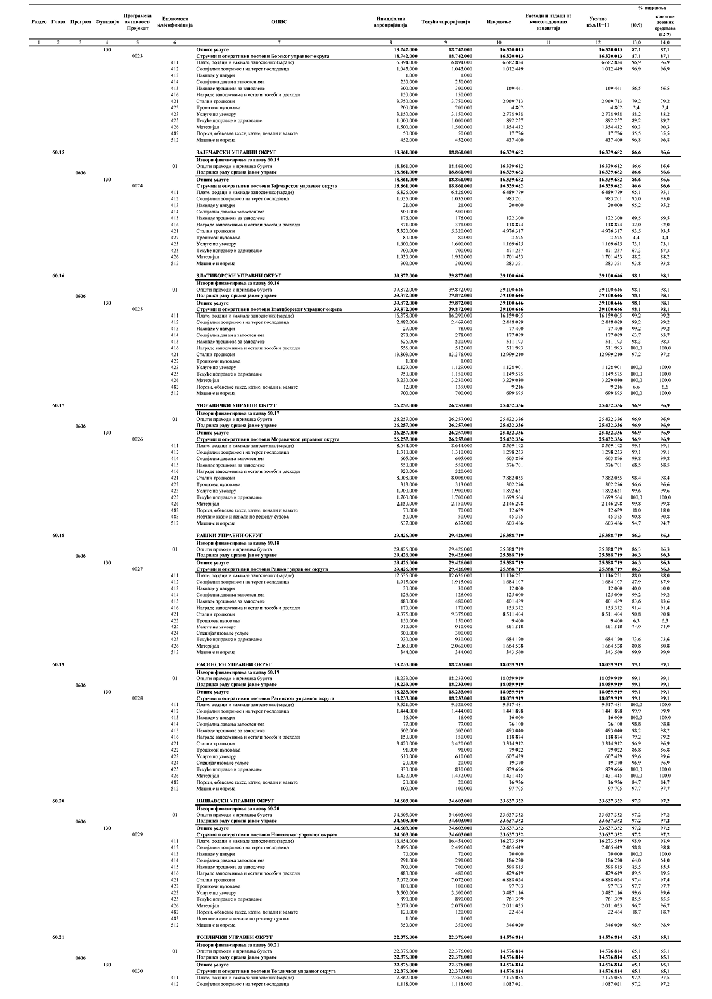 % извршења
Раздео Глава Програм Функција Програмска активност/ Пројекат Економска класификација ОПИС Иницијална апропријација Текућа апропријација Извршење Расходи и издаци из консолидованих извештаја Укупно кол.10+11 (10:9) консоли-дованих средстава (12:9)
1 2 3 4 5 6 7 8 9 10 11 12 13,0 14,0
130 Опште услуге 18.742.000 18.742.000 16.320.013 16.320.013 87,1 87,1
0023 Стручни и оперативни послови Борског управног округа 18.742.000 18.742.000 16.320.013 16.320.013 87,1 87,1
411 Плате, додаци и накнаде запослених (зараде) 6.894.000 6.894.000 6.682.834 6.682.834 96,9 96,9
412 Социјални доприноси на терет послодавца 1.045.000 1.045.000 1.012.449 1.012.449 96,9 96,9
413 Накнаде у натури 1.000 1.000
414 Социјална давања запосленима 250.000 250.000
415 Накнаде трошкова за запослене 300.000 300.000 169.461 169.461 56,5 56,5
416 Награде запосленима и остали посебни расходи 150.000 150.000
421 Стални трошкови 3.750.000 3.750.000 2.969.713 2.969.713 79,2 79,2
422 Трошкови путовања 200.000 200.000 4.802 4.802 2,4 2,4
423 Услуге по уговору 3.150.000 3.150.000 2.778.938 2.778.938 88,2 88,2
425 Текуће поправке и одржавање 1.000.000 1.000.000 892.257 892.257 89,2 89,2
426 Материјал 1.500.000 1.500.000 1.354.432 1.354.432 90,3 90,3
482 Порези, обавезне таксе, казне, пенали и камате 50.000 50.000 17.726 17.726 35,5 35,5
512 Машине и опрема 452.000 452.000 437.400 437.400 96,8 96,8
60.15 ЗАЈЕЧАРСКИ УПРАВНИ ОКРУГ 18.861.000 18.861.000 16.339.682 16.339.682 86,6 86,6
Извори финансирања за главу 60.15
01 Општи приходи и примања буџета 18.861.000 18.861.000 16.339.682 16.339.682 86,6 86,6
0606 Подршка раду органа јавне управе 18.861.000 18.861.000 16.339.682 16.339.682 86,6 86,6
130 Опште услуге 18.861.000 18.861.000 16.339.682 16.339.682 86,6 86,6
0024 Стручни и оперативни послови Зајечарског управног округа 18.861.000 18.861.000 16.339.682 16.339.682 86,6 86,6
411 Плате, додаци и накнаде запослених (зараде) 6.826.000 6.826.000 6.489.779 6.489.779 95,1 95,1
412 Социјални доприноси на терет послодавца 1.035.000 1.035.000 983.201 983.201 95,0 95,0
413 Накнаде у натури 21.000 21.000 20.000 20.000 95,2 95,2
414 Социјална давања запосленима 500.000 500.000
415 Накнаде трошкова за запослене 176.000 176.000 122.300 122.300 69,5 69,5
416 Награде запосленима и остали посебни расходи 371.000 371.000 118.874 118.874 32,0 32,0
421 Стални трошкови 5.320.000 5.320.000 4.976.317 4.976.317 93,5 93,5
422 Трошкови путовања 80.000 80.000 3.525 3.525 4,4 4,4
423 Услуге по уговору 1.600.000 1.600.000 1.169.675 1.169.675 73,1 73,1
425 Текуће поправке и одржавање 700.000 700.000 471.237 471.237 67,3 67,3
426 Материјал 1.930.000 1.930.000 1.701.453 1.701.453 88,2 88,2
512 Машине и опрема 302.000 302.000 283.321 283.321 93,8 93,8
60.16 ЗЛАТИБОРСКИ УПРАВНИ ОКРУГ 39.872.000 39.872.000 39.100.646 39.100.646 98,1 98,1
Извори финансирања за главу 60.16
01 Општи приходи и примања буџета 39.872.000 39.872.000 39.100.646 39.100.646 98,1 98,1
0606 Подршка раду органа јавне управе 39.872.000 39.872.000 39.100.646 39.100.646 98,1 98,1
130 Опште услуге 39.872.000 39.872.000 39.100.646 39.100.646 98,1 98,1
0025 Стручни и оперативни послови Златиборског управног округа 39.872.000 39.872.000 39.100.646 39.100.646 98,1 98,1
411 Плате, додаци и накнаде запослених (зараде) 16.378.000 16.290.000 16.159.005 16.159.005 99,2 99,2
412 Социјални доприноси на терет послодавца 2.482.000 2.469.000 2.448.089 2.448.089 99,2 99,2
413 Накнаде у натури 27.000 78.000 77.400 77.400 99,2 99,2
414 Социјална давања запосленима 278.000 278.000 177.089 177.089 63,7 63,7
415 Накнаде трошкова за запослене 526.000 520.000 511.193 511.193 98,3 98,3
416 Награде запосленима и остали посебни расходи 556.000 512.000 511.993 511.993 100,0 100,0
421 Стални трошкови 13.803.000 13.376.000 12.999.210 12.999.210 97,2 97,2
422 Трошкови путовања 1.000 1.000
423 Услуге по уговору 1.129.000 1.129.000 1.128.901 1.128.901 100,0 100,0
425 Текуће поправке и одржавање 750.000 1.150.000 1.149.575 1.149.575 100,0 100,0
426 Материјал 3.230.000 3.230.000 3.229.080 3.229.080 100,0 100,0
482 Порези, обавезне таксе, казне, пенали и камате 12.000 139.000 9.216 9.216 6,6 6,6
512 Машине и опрема 700.000 700.000 699.895 699.895 100,0 100,0
60.17 МОРАВИЧКИ УПРАВНИ ОКРУГ 26.257.000 26.257.000 25.432.336 25.432.336 96,9 96,9
Извори финансирања за главу 60.17
01 Општи приходи и примања буџета 26.257.000 26.257.000 25.432.336 25.432.336 96,9 96,9
0606 Подршка раду органа јавне управе 26.257.000 26.257.000 25.432.336 25.432.336 96,9 96,9
130 Опште услуге 26.257.000 26.257.000 25.432.336 25.432.336 96,9 96,9
0026 Стручни и оперативни послови Моравичког управног округа 26.257.000 26.257.000 25.432.336 25.432.336 96,9 96,9
411 Плате, додаци и накнаде запослених (зараде) 8.644.000 8.644.000 8.569.192 8.569.192 99,1 99,1
412 Социјални доприноси на терет послодавца 1.310.000 1.310.000 1.298.233 1.298.233 99,1 99,1
414 Социјална давања запосленима 605.000 605.000 603.896 603.896 99,8 99,8
415 Накнаде трошкова за запослене 550.000 550.000 376.701 376.701 68,5 68,5
416 Награде запосленима и остали посебни расходи 320.000 320.000
421 Стални трошкови 8.008.000 8.008.000 7.882.055 7.882.055 98,4 98,4
422 Трошкови путовања 313.000 313.000 302.276 302.276 96,6 96,6
423 Услуге по уговору 1.900.000 1.900.000 1.892.631 1.892.631 99,6 99,6
425 Текуће поправке и одржавање 1.700.000 1.700.000 1.699.564 1.699.564 100,0 100,0
426 Материјал 2.150.000 2.150.000 2.146.298 2.146.298 99,8 99,8
482 Порези, обавезне таксе, казне, пенали и камате 70.000 70.000 12.629 12.629 18,0 18,0
483 Новчане казне и пенали по решењу судова 50.000 50.000 45.375 45.375 90,8 90,8
512 Машине и опрема 637.000 637.000 603.486 603.486 94,7 94,7
60.18 РАШКИ УПРАВНИ ОКРУГ 29.426.000 29.426.000 25.388.719 25.388.719 86,3 86,3
Извори финансирања за главу 60.18
01 Општи приходи и примања буџета 29.426.000 29.426.000 25.388.719 25.388.719 86,3 86,3
0606 Подршка раду органа јавне управе 29.426.000 29.426.000 25.388.719 25.388.719 86,3 86,3
130 Опште услуге 29.426.000 29.426.000 25.388.719 25.388.719 86,3 86,3
0027 Стручни и оперативни послови Рашког управног округа 29.426.000 29.426.000 25.388.719 25.388.719 86,3 86,3
411 Плате, додаци и накнаде запослених (зараде) 12.636.000 12.636.000 11.116.221 11.116.221 88,0 88,0
412 Социјални доприноси на терет послодавца 1.915.000 1.915.000 1.684.107 1.684.107 87,9 87,9
413 Накнаде у натури 30.000 30.000 12.000 12.000 40,0 40,0
414 Социјална давања запосленима 126.000 126.000 125.000 125.000 99,2 99,2
415 Накнаде трошкова за запослене 480.000 480.000 401.489 401.489 83,6 83,6
416 Награде запосленима и остали посебни расходи 170.000 170.000 155.372 155.372 91,4 91,4
421 Стални трошкови 9.375.000 9.375.000 8.511.404 8.511.404 90,8 90,8
422 Трошкови путовања 150.000 150.000 9.400 9.400 6,3 6,3
423 Услуге по уговору 910.000 910.000 681.518 681.518 74,9 74,9
424 Специјализоване услуге 300.000 300.000
425 Текуће поправке и одржавање 930.000 930.000 684.120 684.120 73,6 73,6
426 Материјал 2.060.000 2.060.000 1.664.528 1.664.528 80,8 80,8
512 Машине и опрема 344.000 344.000 343.560 343.560 99,9 99,9
60.19 РАСИНСКИ УПРАВНИ ОКРУГ 18.233.000 18.233.000 18.059.919 18.059.919 99,1 99,1
Извори финансирања за главу 60.19
01 Општи приходи и примања буџета 18.233.000 18.233.000 18.059.919 18.059.919 99,1 99,1
0606 Подршка раду органа јавне управе 18.233.000 18.233.000 18.059.919 18.059.919 99,1 99,1
130 Опште услуге 18.233.000 18.233.000 18.059.919 18.059.919 99,1 99,1
0028 Стручни и оперативни послови Расинског управног округа 18.233.000 18.233.000 18.059.919 18.059.919 99,1 99,1
411 Плате, додаци и накнаде запослених (зараде) 9.521.000 9.521.000 9.517.481 9.517.481 100,0 100,0
412 Социјални доприноси на терет послодавца 1.444.000 1.444.000 1.441.898 1.441.898 99,9 99,9
413 Накнаде у натури 16.000 16.000 16.000 16.000 100,0 100,0
414 Социјална давања запосленима 77.000 77.000 76.100 76.100 98,8 98,8
415 Накнаде трошкова за запослене 502.000 502.000 493.040 493.040 98,2 98,2
416 Награде запосленима и остали посебни расходи 150.000 150.000 118.874 118.874 79,2 79,2
421 Стални трошкови 3.420.000 3.420.000 3.314.912 3.314.912 96,9 96,9
422 Трошкови путовања 91.000 91.000 79.022 79.022 86,8 86,8
423 Услуге по уговору 610.000 610.000 607.439 607.439 99,6 99,6
424 Специјализоване услуге 20.000 20.000 19.370 19.370 96,9 96,9
425 Текуће поправке и одржавање 830.000 830.000 829.696 829.696 100,0 100,0
426 Материјал 1.432.000 1.432.000 1.431.445 1.431.445 100,0 100,0
482 Порези, обавезне таксе, казне, пенали и камате 20.000 20.000 16.936 16.936 84,7 84,7
512 Машине и опрема 100.000 100.000 97.705 97.705 97,7 97,7
60.20 НИШАВСКИ УПРАВНИ ОКРУГ 34.603.000 34.603.000 33.637.352 33.637.352 97,2 97,2
Извори финансирања за главу 60.20
01 Општи приходи и примања буџета 34.603.000 34.603.000 33.637.352 33.637.352 97,2 97,2
0606 Подршка раду органа јавне управе 34.603.000 34.603.000 33.637.352 33.637.352 97,2 97,2
130 Опште услуге 34.603.000 34.603.000 33.637.352 33.637.352 97,2 97,2
0029 Стручни и оперативни послови Нишавског управног округа 34.603.000 34.603.000 33.637.352 33.637.352 97,2 97,2
411 Плате, додаци и накнаде запослених (зараде) 16.454.000 16.454.000 16.273.589 16.273.589 98,9 98,9
412 Социјални доприноси на терет послодавца 2.496.000 2.496.000 2.465.449 2.465.449 98,8 98,8
413 Накнаде у натури 70.000 70.000 70.000 70.000 100,0 100,0
414 Социјална давања запосленима 291.000 291.000 186.220 186.220 64,0 64,0
415 Накнаде трошкова за запослене 700.000 700.000 598.815 598.815 85,5 85,5
416 Награде запосленима и остали посебни расходи 480.000 480.000 429.619 429.619 89,5 89,5
421 Стални трошкови 7.072.000 7.072.000 6.888.024 6.888.024 97,4 97,4
422 Трошкови путовања 100.000 100.000 97.703 97.703 97,7 97,7
423 Услуге по уговору 3.500.000 3.500.000 3.487.116 3.487.116 99,6 99,6
425 Текуће поправке и одржавање 890.000 890.000 761.309 761.309 85,5 85,5
426 Материјал 2.079.000 2.079.000 2.011.025 2.011.025 96,7 96,7
482 Порези, обавезне таксе, казне, пенали и камате 120.000 120.000 22.464 22.464 18,7 18,7
483 Новчане казне и пенали по решењу судова 1.000 1.000
512 Машине и опрема 350.000 350.000 346.020 346.020 98,9 98,9
60.21 ТОПЛИЧКИ УПРАВНИ ОКРУГ 22.376.000 22.376.000 14.576.814 14.576.814 65,1 65,1
Извори финансирања за главу 60.21
01 Општи приходи и примања буџета 22.376.000 22.376.000 14.576.814 14.576.814 65,1 65,1
0606 Подршка раду органа јавне управе 22.376.000 22.376.000 14.576.814 14.576.814 65,1 65,1
130 Опште услуге 22.376.000 22.376.000 14.576.814 14.576.814 65,1 65,1
0030 Стручни и оперативни послови Топличког управног округа 22.376.000 22.376.000 14.576.814 14.576.814 65,1 65,1
411 Плате, додаци и накнаде запослених (зараде) 7.362.000 7.362.000 7.175.055 7.175.055 97,5 97,5
412 Социјални доприноси на терет послодавца 1.118.000 1.118.000 1.087.021 1.087.021 97,2 97,2